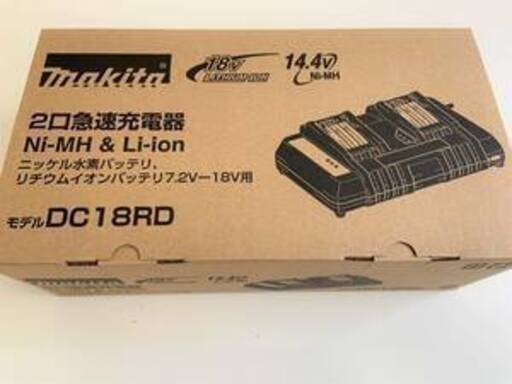 makita
18V
LITHIUM-ION
14.4V
Ni-MH
2口急速充電器
Ni-MH & Li-ion
ニッケル水素バッテリ,
リチウムイオンバッテリ7.2V－18V用
モデルDC18RD
makita